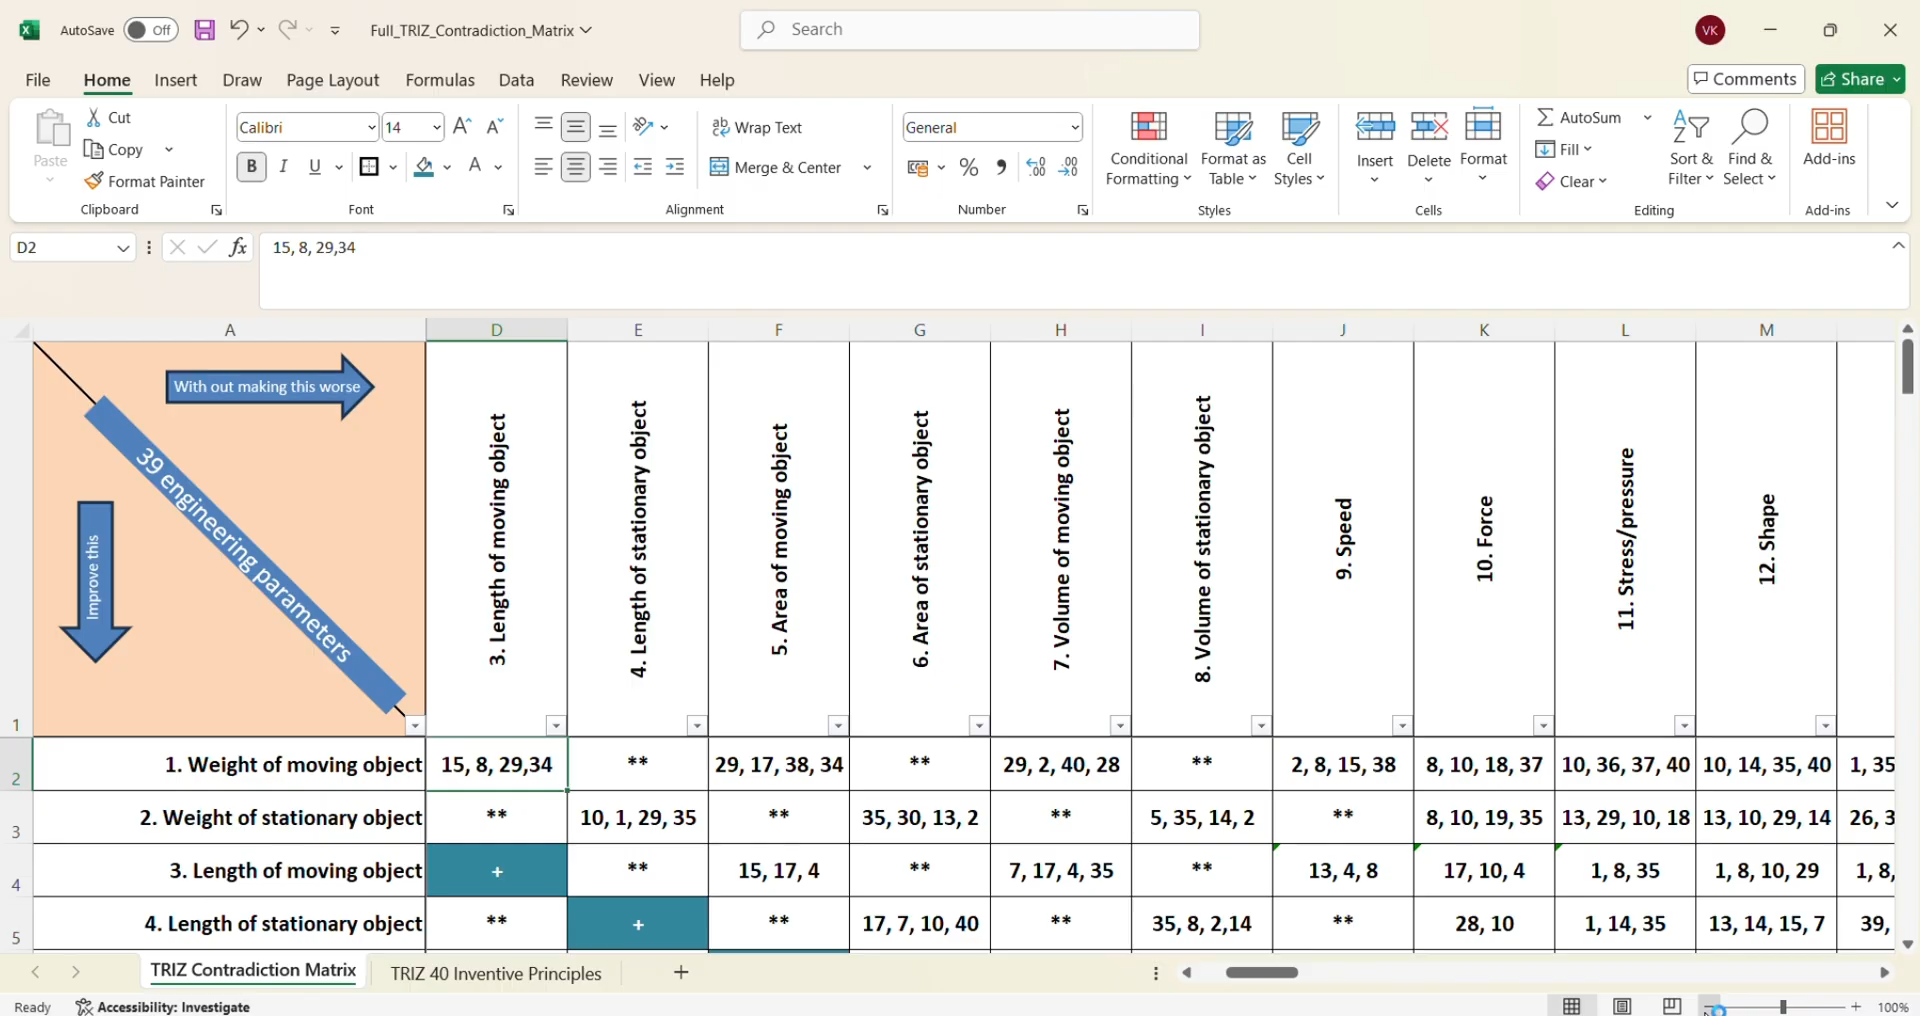 AutoSave Off Full_TRIZ_Contradiction_Matrix Search VK
File Home Insert Draw Page Layout Formulas Data Review View Help Comments Share
Paste Cut Copy Format Painter
Clipboard
Calibri 14
B I U A
Font
Wrap Text
Merge & Center
Alignment
General
% ,
Number
Conditional Formatting Format as Table Cell Styles
Styles
Insert Delete Format
Cells
AutoSum
Fill
Clear
Sort & Filter Find & Select
Editing
Add-ins
Add-ins
D2 fx 15, 8, 29,34
A D E F G H I J K L M
1 With out making this worse
39 engineering parameters
Improve this
3. Length of moving object
4. Length of stationary object
5. Area of moving object
6. Area of stationary object
7. Volume of moving object
8. Volume of stationary object
9. Speed
10. Force
11. Stress/pressure
12. Shape
2 1. Weight of moving object 15, 8, 29,34 ** 29, 17, 38, 34 ** 29, 2, 40, 28 ** 2, 8, 15, 38 8, 10, 18, 37 10, 36, 37, 40 10, 14, 35, 40 1, 35
3 2. Weight of stationary object ** 10, 1, 29, 35 ** 35, 30, 13, 2 ** 5, 35, 14, 2 ** 8, 10, 19, 35 13, 29, 10, 18 13, 10, 29, 14 26, 3
4 3. Length of moving object + ** 15, 17, 4 ** 7, 17, 4, 35 ** 13, 4, 8 17, 10, 4 1, 8, 35 1, 8, 10, 29 1, 8,
5 4. Length of stationary object ** + ** 17, 7, 10, 40 ** 35, 8, 2,14 ** 28, 10 1, 14, 35 13, 14, 15, 7 39,
TRIZ Contradiction Matrix TRIZ 40 Inventive Principles
Ready Accessibility: Investigate 100%